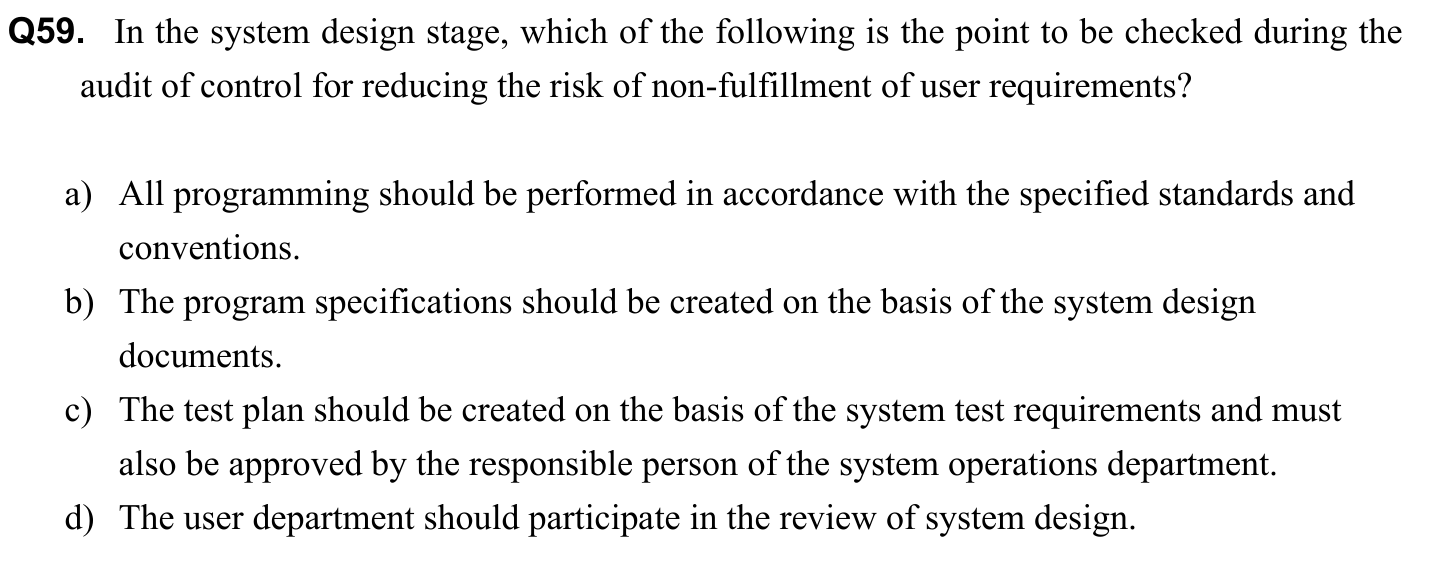 Q59. In the system design stage, which of the following is the point to be checked during the
audit of control for reducing the risk of non-fulfillment of user requirements?
a) All programming should be performed in accordance with the specified standards and
conventions.
b) The program specifications should be created on the basis of the system design
documents.
c) The test plan should be created on the basis of the system test requirements and must
also be approved by the responsible person of the system operations department.
d) The user department should participate in the review of system design.